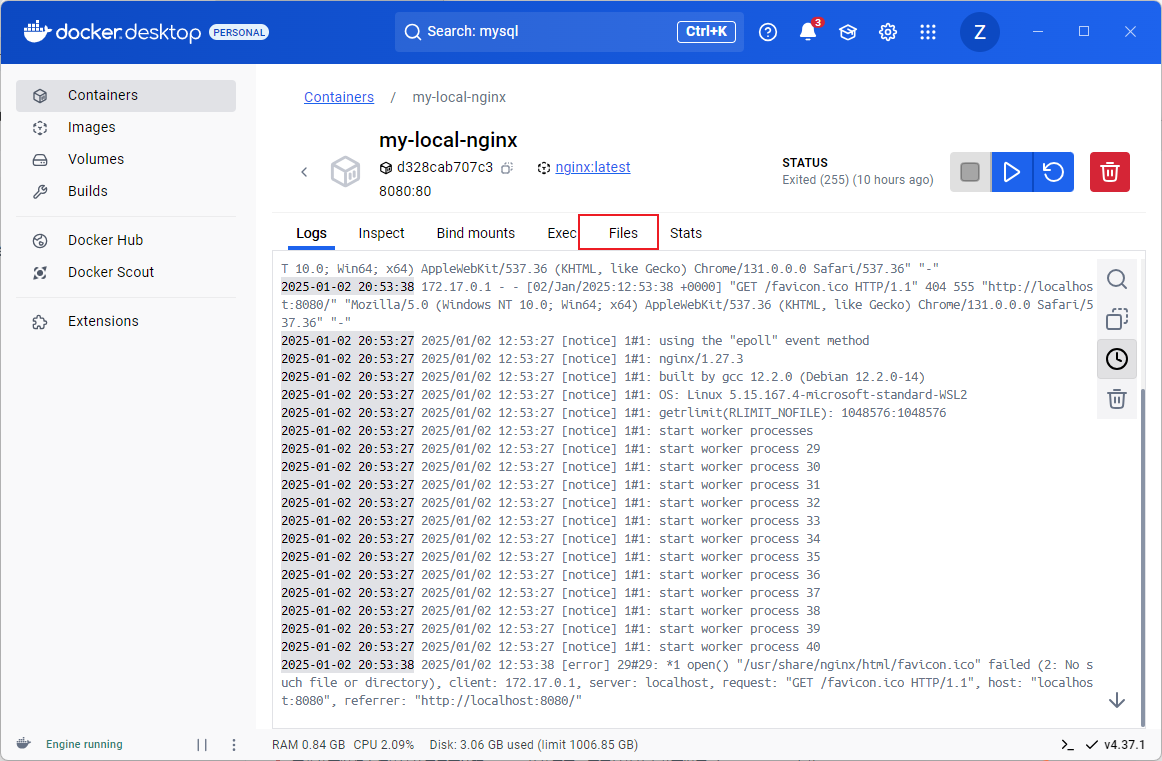 docker.desktop PERSONAL
Search: mysql
Ctrl+K
3
Z
Containers
Images
Volumes
Builds
Docker Hub
Docker Scout
Extensions
Containers / my-local-nginx
my-local-nginx
d328cab707c3 nginx:latest
8080:80
STATUS
Exited (255) (10 hours ago)
Logs Inspect Bind mounts Exec Files Stats
T 10.0; Win64; x64) AppleWebKit/537.36 (KHTML, like Gecko) Chrome/131.0.0.0 Safari/537.36" "-"
2025-01-02 20:53:38 172.17.0.1 - - [02/Jan/2025:12:53:38 +0000] "GET /favicon.ico HTTP/1.1" 404 555 "http://localhos
t:8080/" "Mozilla/5.0 (Windows NT 10.0; Win64; x64) AppleWebKit/537.36 (KHTML, like Gecko) Chrome/131.0.0.0 Safari/5
37.36" "-"
2025-01-02 20:53:27 2025/01/02 12:53:27 [notice] 1#1: using the "epoll" event method
2025-01-02 20:53:27 2025/01/02 12:53:27 [notice] 1#1: nginx/1.27.3
2025-01-02 20:53:27 2025/01/02 12:53:27 [notice] 1#1: built by gcc 12.2.0 (Debian 12.2.0-14)
2025-01-02 20:53:27 2025/01/02 12:53:27 [notice] 1#1: OS: Linux 5.15.167.4-microsoft-standard-WSL2
2025-01-02 20:53:27 2025/01/02 12:53:27 [notice] 1#1: getrlimit(RLIMIT_NOFILE): 1048576:1048576
2025-01-02 20:53:27 2025/01/02 12:53:27 [notice] 1#1: start worker processes
2025-01-02 20:53:27 2025/01/02 12:53:27 [notice] 1#1: start worker process 29
2025-01-02 20:53:27 2025/01/02 12:53:27 [notice] 1#1: start worker process 30
2025-01-02 20:53:27 2025/01/02 12:53:27 [notice] 1#1: start worker process 31
2025-01-02 20:53:27 2025/01/02 12:53:27 [notice] 1#1: start worker process 32
2025-01-02 20:53:27 2025/01/02 12:53:27 [notice] 1#1: start worker process 33
2025-01-02 20:53:27 2025/01/02 12:53:27 [notice] 1#1: start worker process 34
2025-01-02 20:53:27 2025/01/02 12:53:27 [notice] 1#1: start worker process 35
2025-01-02 20:53:27 2025/01/02 12:53:27 [notice] 1#1: start worker process 36
2025-01-02 20:53:27 2025/01/02 12:53:27 [notice] 1#1: start worker process 37
2025-01-02 20:53:27 2025/01/02 12:53:27 [notice] 1#1: start worker process 38
2025-01-02 20:53:27 2025/01/02 12:53:27 [notice] 1#1: start worker process 39
2025-01-02 20:53:27 2025/01/02 12:53:27 [notice] 1#1: start worker process 40
2025-01-02 20:53:38 2025/01/02 12:53:38 [error] 29#29: *1 open() "/usr/share/nginx/html/favicon.ico" failed (2: No s
uch file or directory), client: 172.17.0.1, server: localhost, request: "GET /favicon.ico HTTP/1.1", host: "localhos
t:8080", referrer: "http://localhost:8080/"
Engine running
RAM 0.84 GB CPU 2.09% Disk: 3.06 GB used (limit 1006.85 GB)
v4.37.1